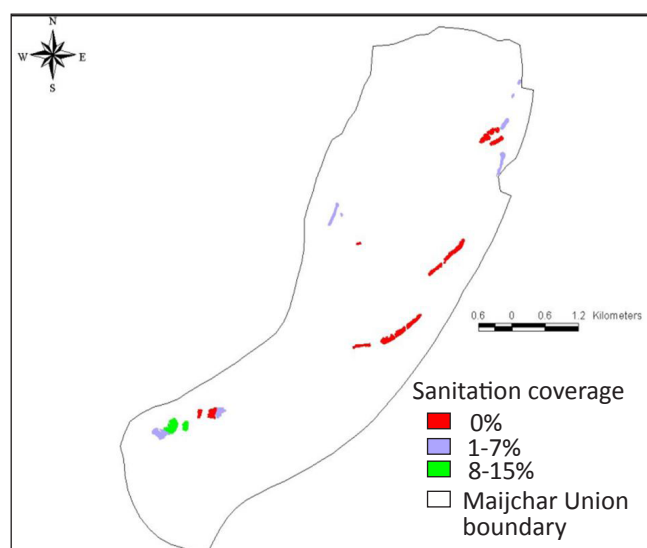 N
W E
S
0.6 0 0.6 1.2 Kilometers
Sanitation coverage
0%
1-7%
8-15%
Maijchar Union
boundary